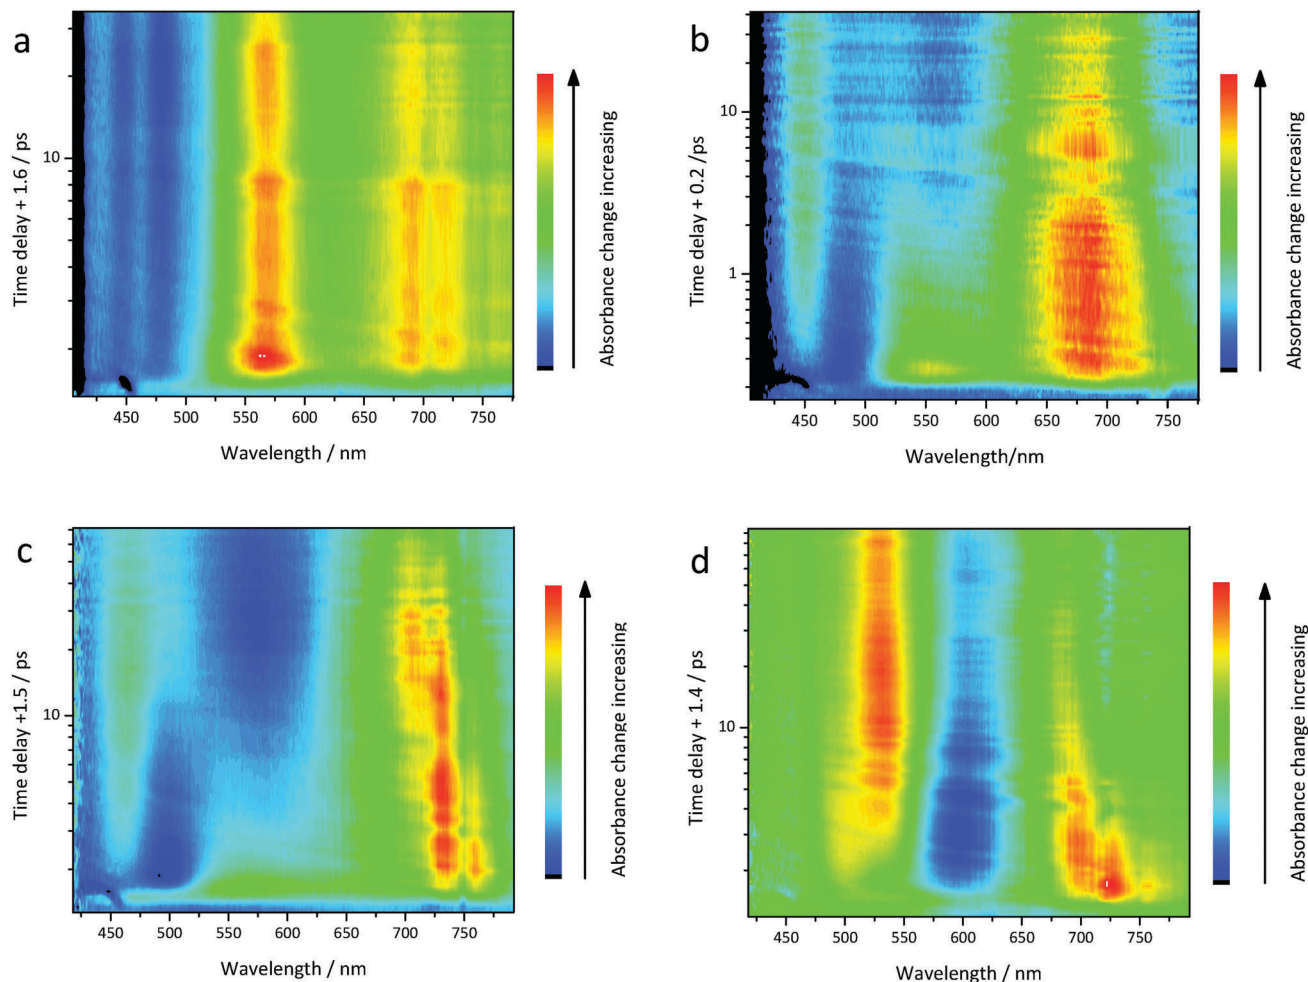 a
Time delay + 1.6 / ps
10
450 500 550 600 650 700 750
Wavelength / nm
Absorbance change increasing
b
Time delay + 0.2 /ps
10
1
450 500 550 600 650 700 750
Wavelength/nm
Absorbance change increasing
c
Time delay +1.5 / ps
10
450 500 550 600 650 700 750
Wavelength / nm
Absorbance change increasing
d
Time delay + 1.4 / ps
10
450 500 550 600 650 700 750
Wavelength / nm
Absorbance change increasing